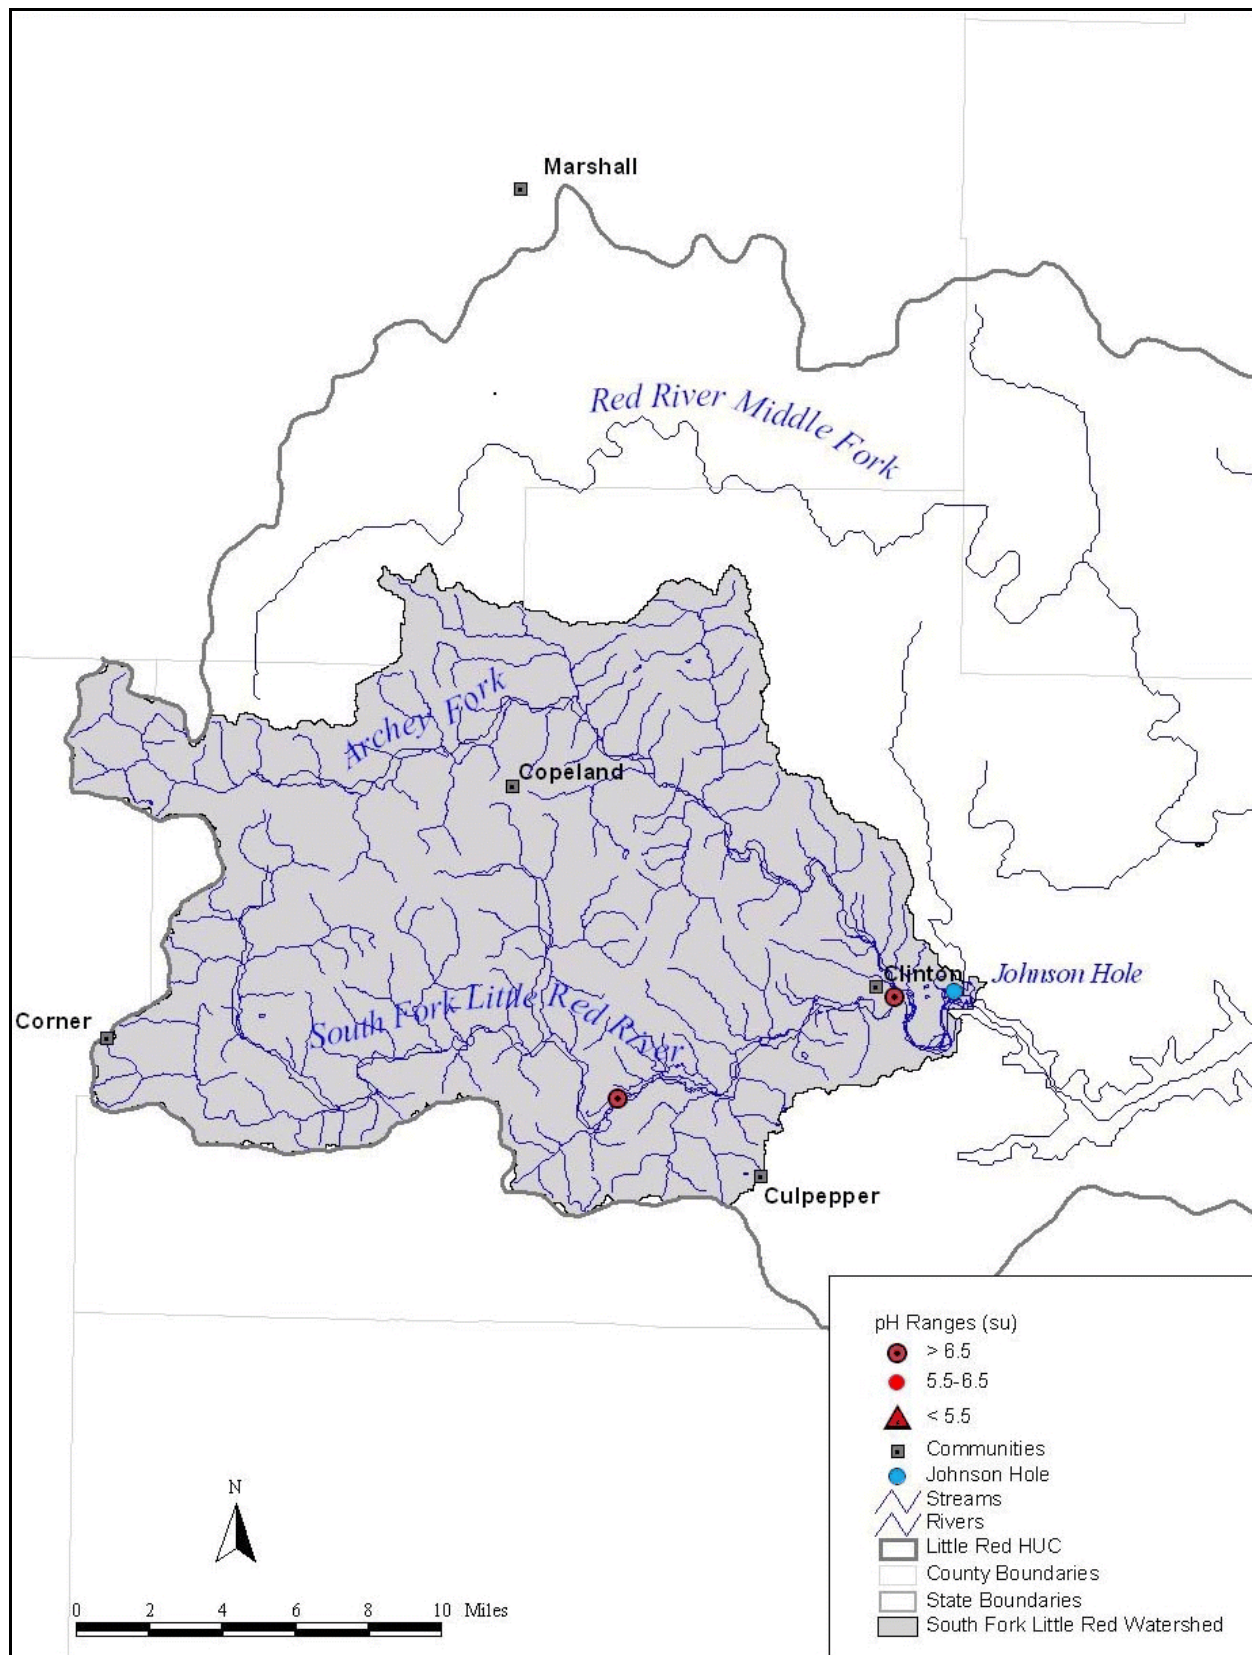 Marshall
Red River Middle Fork
Archey Fork
Copeland
Clinton
Johnson Hole
South Fork Little Red River
Corner
Culpepper
pH Ranges (su)
> 6.5
5.5-6.5
< 5.5
Communities
Johnson Hole
Streams
Rivers
Little Red HUC
County Boundaries
State Boundaries
South Fork Little Red Watershed
N
0 2 4 6 8 10 Miles